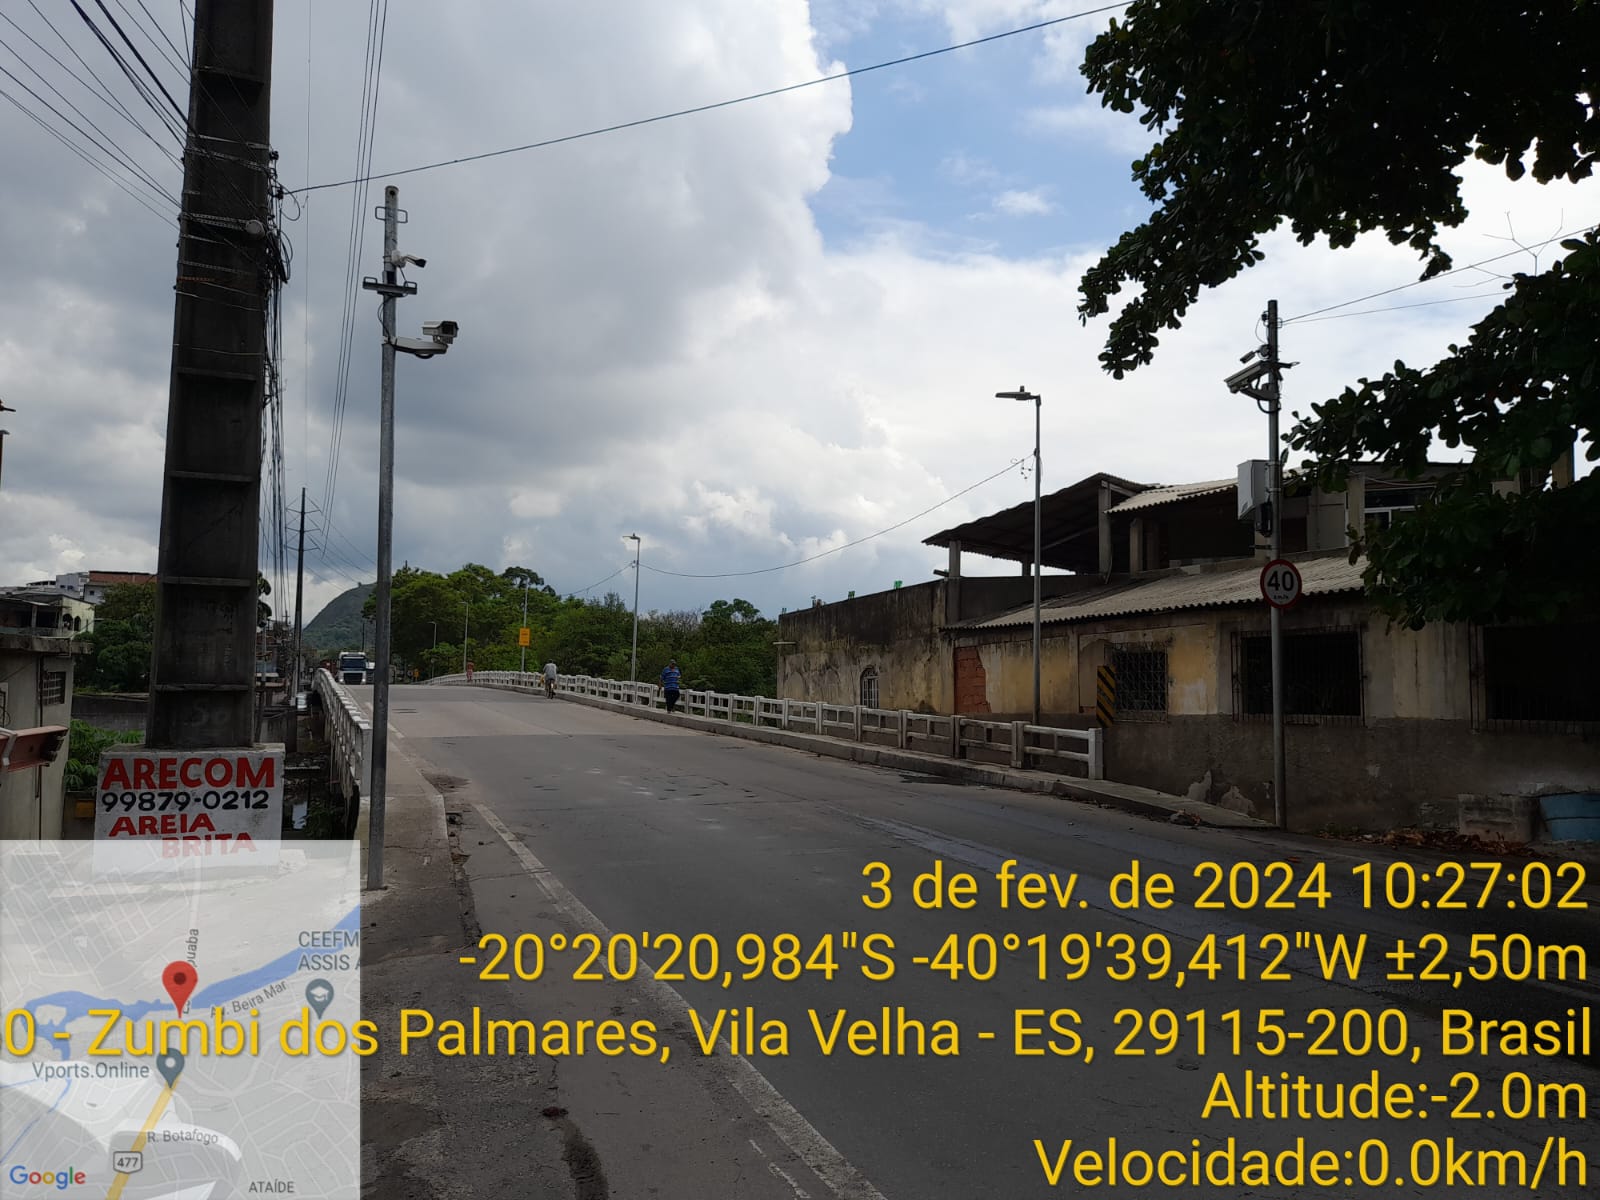 40
km/h
ARECOM
99879-0212
AREIA
BRITA
3 de fev. de 2024 10:27:02
-20°20'20,984"S -40°19'39,412"W ±2,50m
0 - Zumbi dos Palmares, Vila Velha - ES, 29115-200, Brasil
Altitude:-2.0m
Velocidade:0.0km/h
CEEFM
ASSIS
Av. Beira Mar
Vports.Online
R. Botafogo
477
Google
ATAÍDE